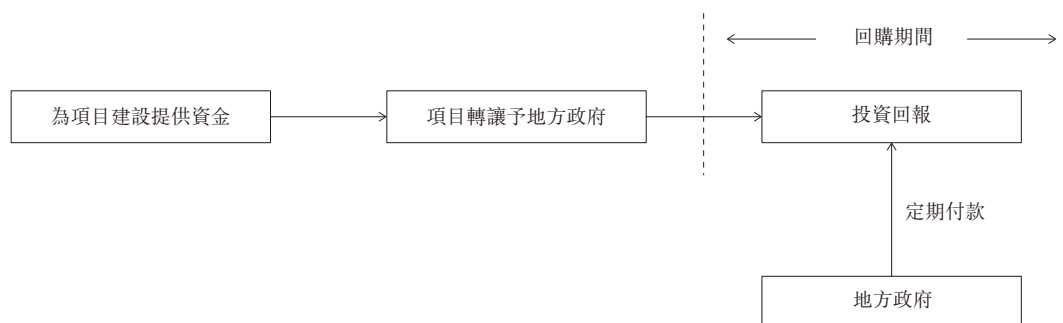 回購期間
為項目建設提供資金
項目轉讓予地方政府
投資回報
定期付款
地方政府